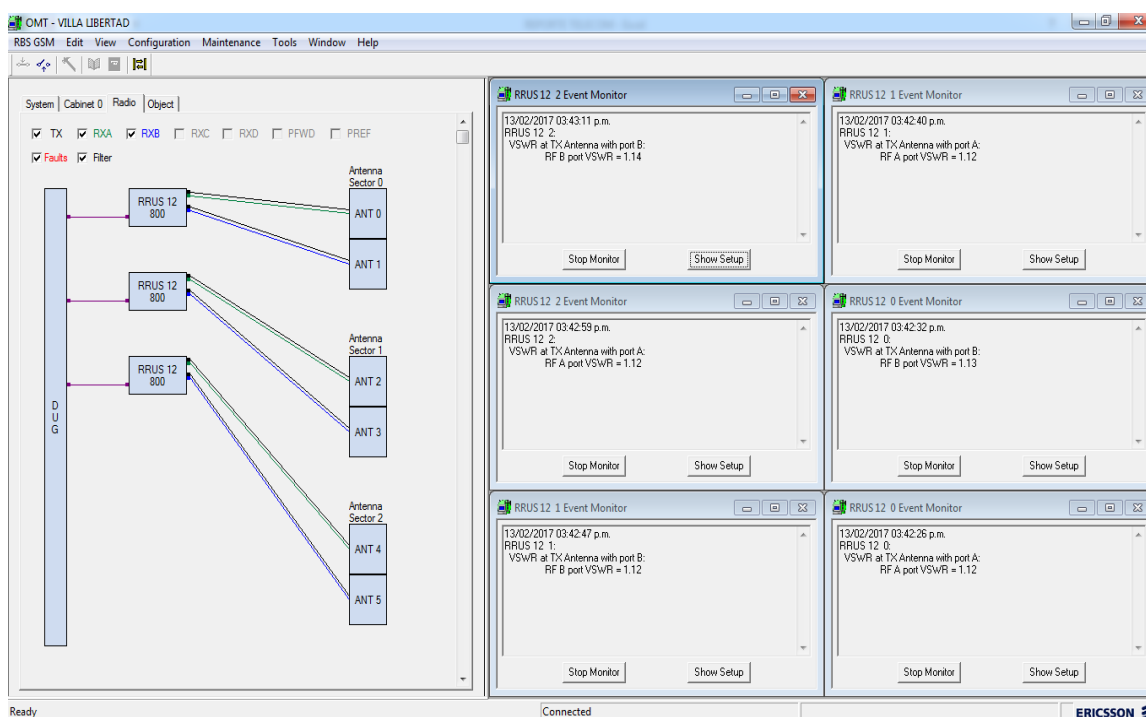 OMT - VILLA LIBERTAD
RBS GSM Edit View Configuration Maintenance Tools Window Help
System Cabinet 0 Radio Object
TX RXA RXB RXC RXD PFWD PREF
Faults Filter
Antenna
Sector 0
RRUS 12
800
ANT 0
ANT 1
RRUS 12
800
Antenna
Sector 1
RRUS 12
800
ANT 2
ANT 3
D
U
G
Antenna
Sector 2
ANT 4
ANT 5
RRUS 12 2 Event Monitor
13/02/2017 03:43:11 p.m.
RRUS 12 2:
VSWR at TX Antenna with port B:
RF B port VSWR = 1.14
Stop Monitor Show Setup
RRUS 12 1 Event Monitor
13/02/2017 03:42:40 p.m.
RRUS 12 1:
VSWR at TX Antenna with port A:
RF A port VSWR = 1.12
Stop Monitor Show Setup
RRUS 12 2 Event Monitor
13/02/2017 03:42:59 p.m.
RRUS 12 2:
VSWR at TX Antenna with port A:
RF A port VSWR = 1.12
Stop Monitor Show Setup
RRUS 12 0 Event Monitor
13/02/2017 03:42:32 p.m.
RRUS 12 0:
VSWR at TX Antenna with port B:
RF B port VSWR = 1.13
Stop Monitor Show Setup
RRUS 12 1 Event Monitor
13/02/2017 03:42:47 p.m.
RRUS 12 1:
VSWR at TX Antenna with port B:
RF B port VSWR = 1.12
Stop Monitor Show Setup
RRUS 12 0 Event Monitor
13/02/2017 03:42:26 p.m.
RRUS 12 0:
VSWR at TX Antenna with port A:
RF A port VSWR = 1.12
Stop Monitor Show Setup
Ready Connected ERICSSON